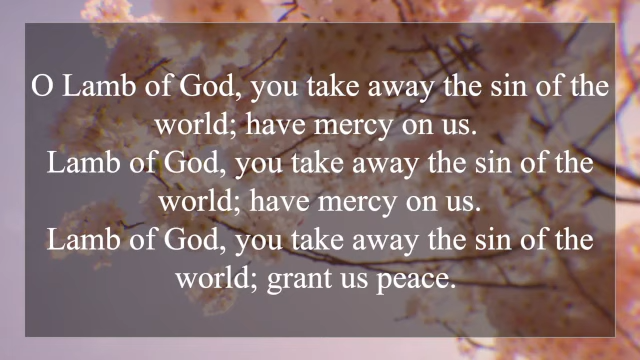 O Lamb of God, you take away the sin of the
world; have mercy on us.
Lamb of God, you take away the sin of the
world; have mercy on us.
Lamb of God, you take away the sin of the
world; grant us peace.